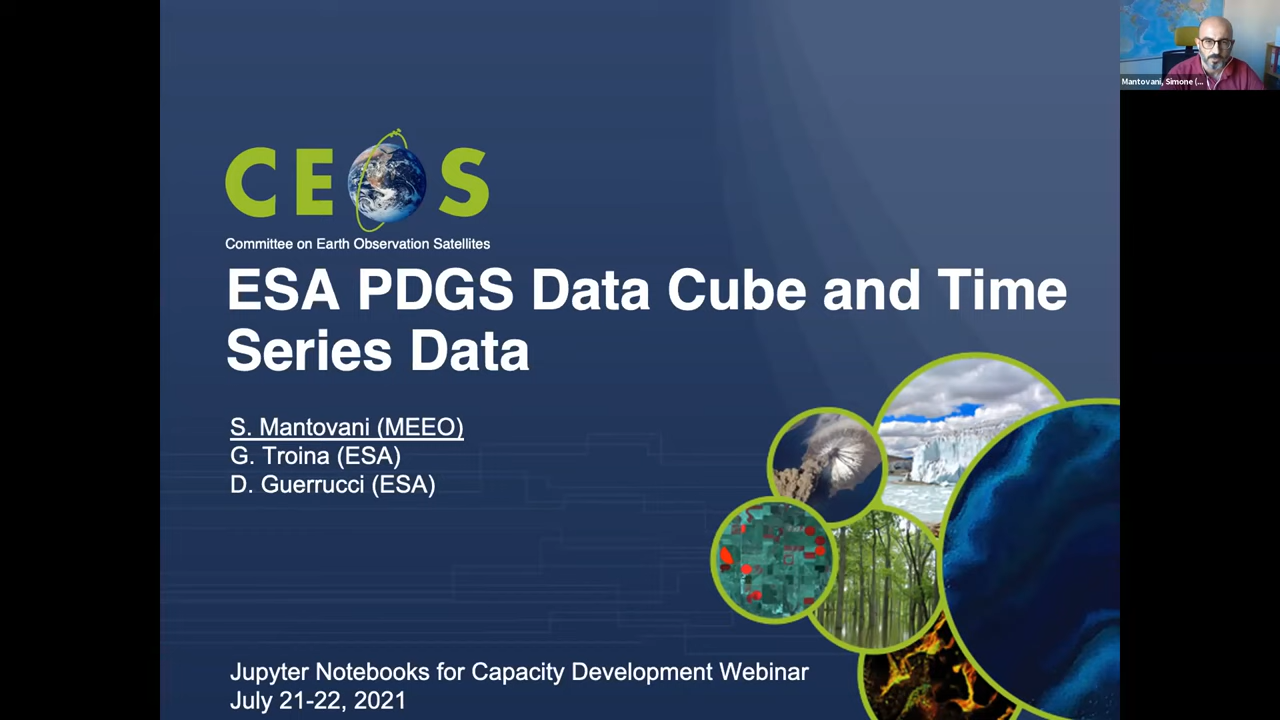 Mantovani, Simone (...
CEOS
Committee on Earth Observation Satellites
ESA PDGS Data Cube and Time
Series Data
S. Mantovani (MEEO)
G. Troina (ESA)
D. Guerrucci (ESA)
Jupyter Notebooks for Capacity Development Webinar
July 21-22, 2021